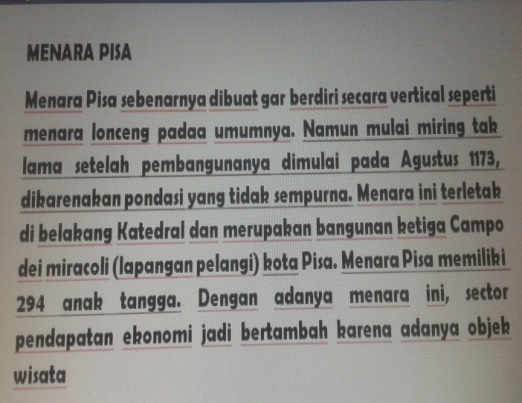 MENARA PISA
Menara Pisa sebenarnya dibuat gar berdiri secara vertical seperti
menara lonceng padaa umumnya. Namun mulai miring tak
lama setelah pembangunanya dimulai pada Agustus 1173,
dikarenakan pondasi yang tidak sempurna. Menara ini terletak
di belakang Katedral dan merupakan bangunan ketiga Campo
dei miracoli (lapangan pelangi) kota Pisa. Menara Pisa memiliki
294 anak tangga. Dengan adanya menara ini, sector
pendapatan ekonomi jadi bertambah karena adanya objek
wisata